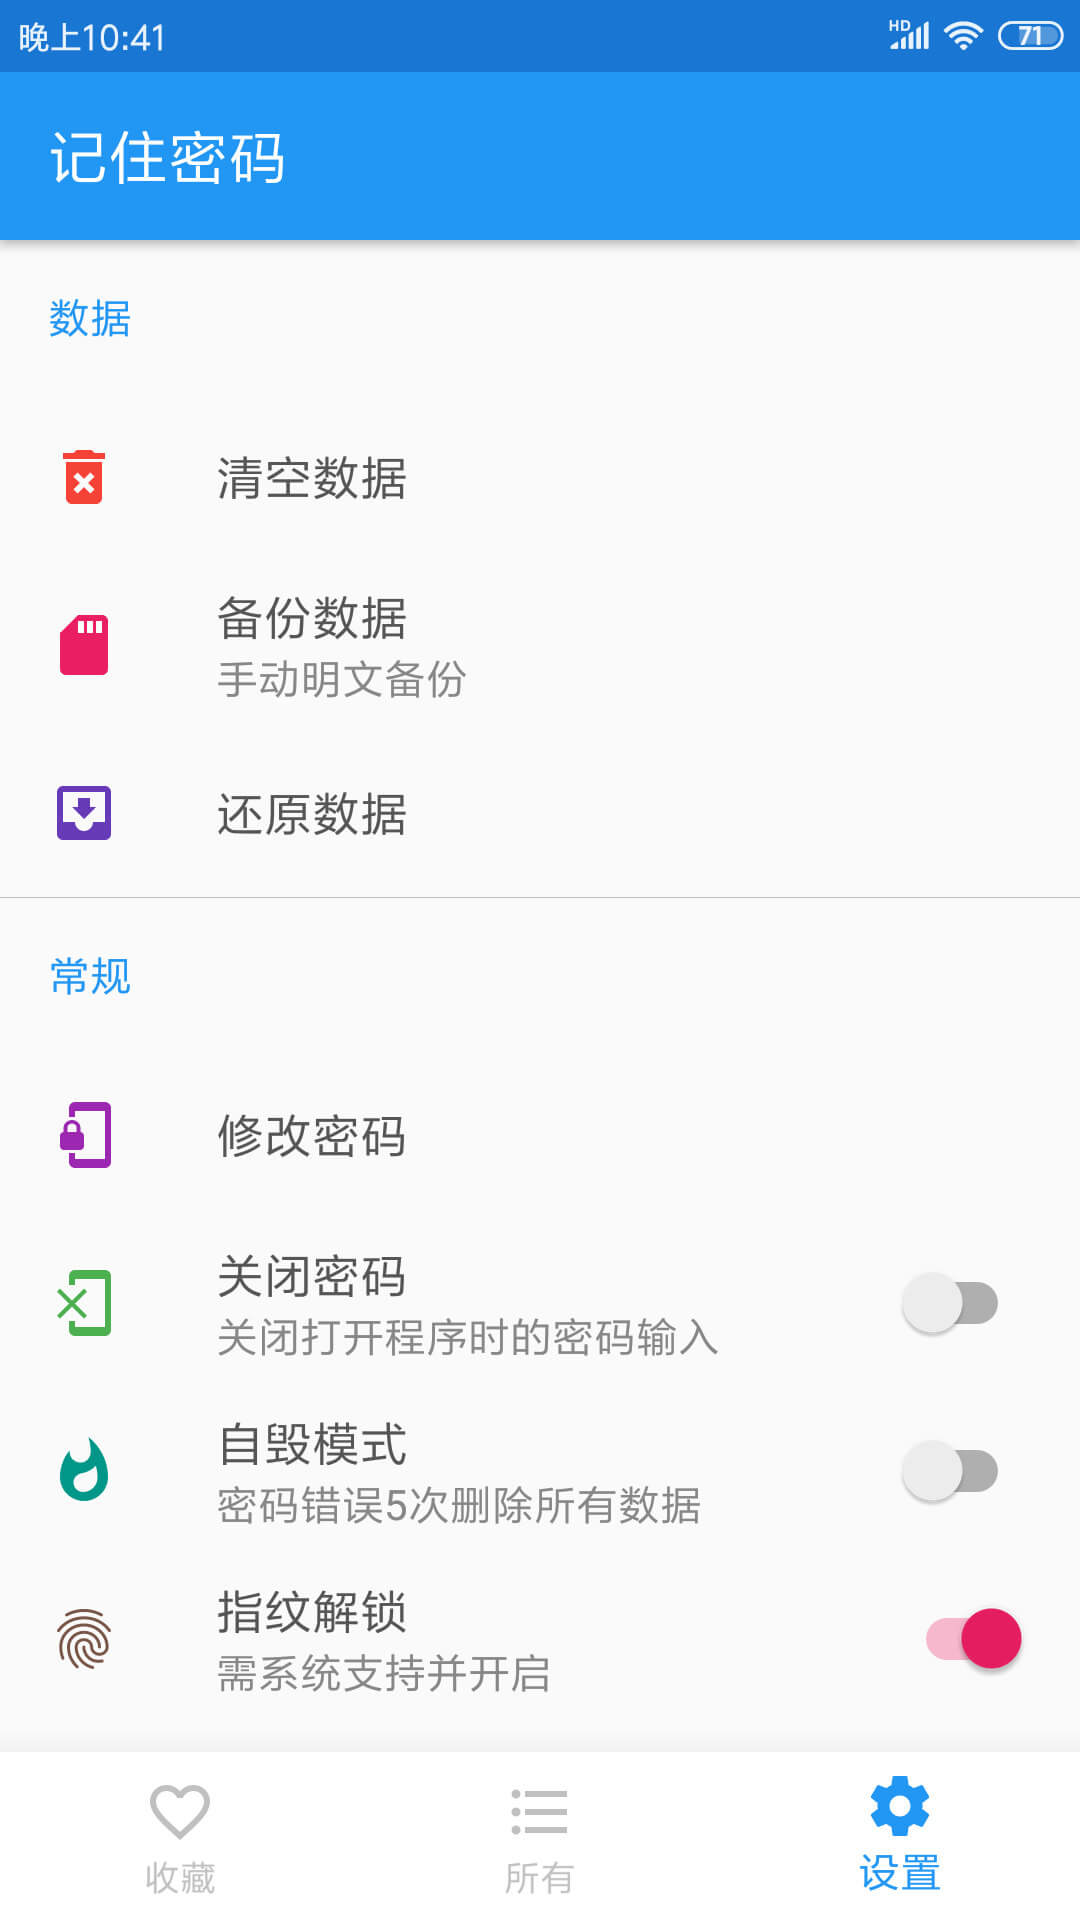 晚上10:41
HD
71
记住密码
数据
清空数据
备份数据
手动明文备份
还原数据
常规
修改密码
关闭密码
关闭打开程序时的密码输入
自毁模式
密码错误5次删除所有数据
指纹解锁
需系统支持并开启
收藏
所有
设置